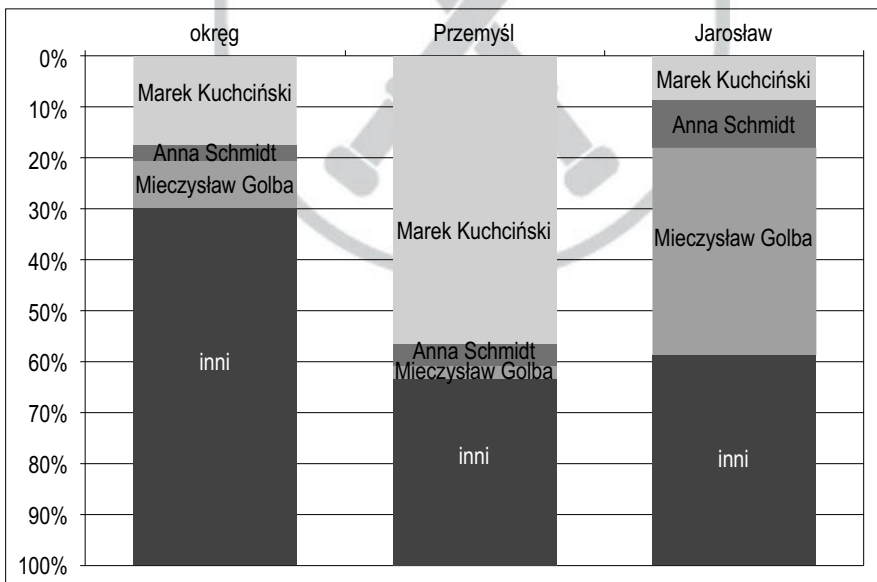 okręg Przemyśl Jarosław
0%
10%
20%
30%
40%
50%
60%
70%
80%
90%
100%
Marek Kuchciński
Anna Schmidt
Mieczysław Golba
inni
Marek Kuchciński
Anna Schmidt
Mieczysław Golba
inni
Marek Kuchciński
Anna Schmidt
Mieczysław Golba
inni